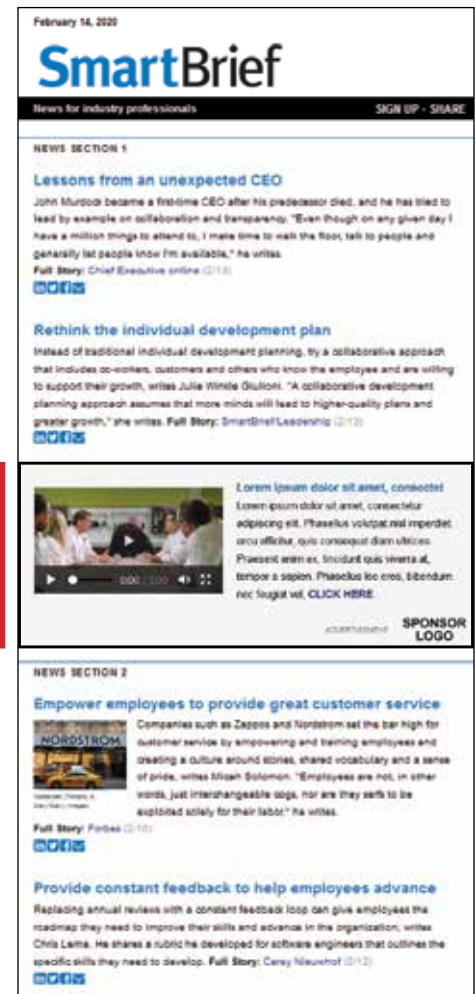 February 14, 2020
SmartBrief
News for industry professionals
SIGN UP - SHARE
NEWS SECTION 1
Lessons from an unexpected CEO
John Murdock became a first-time CEO after his predecessor died, and he has tried to
lead by example on collaboration and transparency. "Even though on any given day I
have a million things to attend to, I make time to walk the floor, talk to people and
generally let people know I'm available," he writes.
Full Story: Chief Executive online (2/13)
Rethink the individual development plan
Instead of traditional individual development planning, try a collaborative approach
that includes co-workers, customers and others who know the employee and are willing
to support their growth, writes Julie Winkle Giulioni. "A collaborative development
planning approach assumes that more minds will lead to higher-quality plans and
greater growth," she writes. Full Story: SmartBrief/Leadership (2/13)
Lorem ipsum dolor sit amet, consectet
Lorem ipsum dolor sit amet, consectetur
adipiscing elit. Phasellus volutpat nisl imperdiet
arcu efficitur, quis consequat diam ultrices.
Praesent enim ex, tincidunt quis viverra at,
tempor a sapien. Phasellus leo eros, bibendum
nec feugiat vel, CLICK HERE
0:00
ADVERTISEMENT
SPONSOR
LOGO
NEWS SECTION 2
Empower employees to provide great customer service
NORDSTROM
Companies such as Zappos and Nordstrom set the bar high for
customer service by empowering and training employees and
creating a culture around stories, shared vocabulary and a sense
of pride, writes Micah Solomon. "Employees are not, in other
words, just interchangeable cogs, nor are they serfs to be
exploited solely for their labor," he writes.
Full Story: Forbes (2/10)
Provide constant feedback to help employees advance
Replacing annual reviews with a constant feedback loop can give employees the
roadmap they need to improve their skills and advance in the organization, writes
Chris Lema. He shares a rubric he developed for software engineers that outlines the
specific skills they need to develop. Full Story: Carey Nieuwhof (2/12)